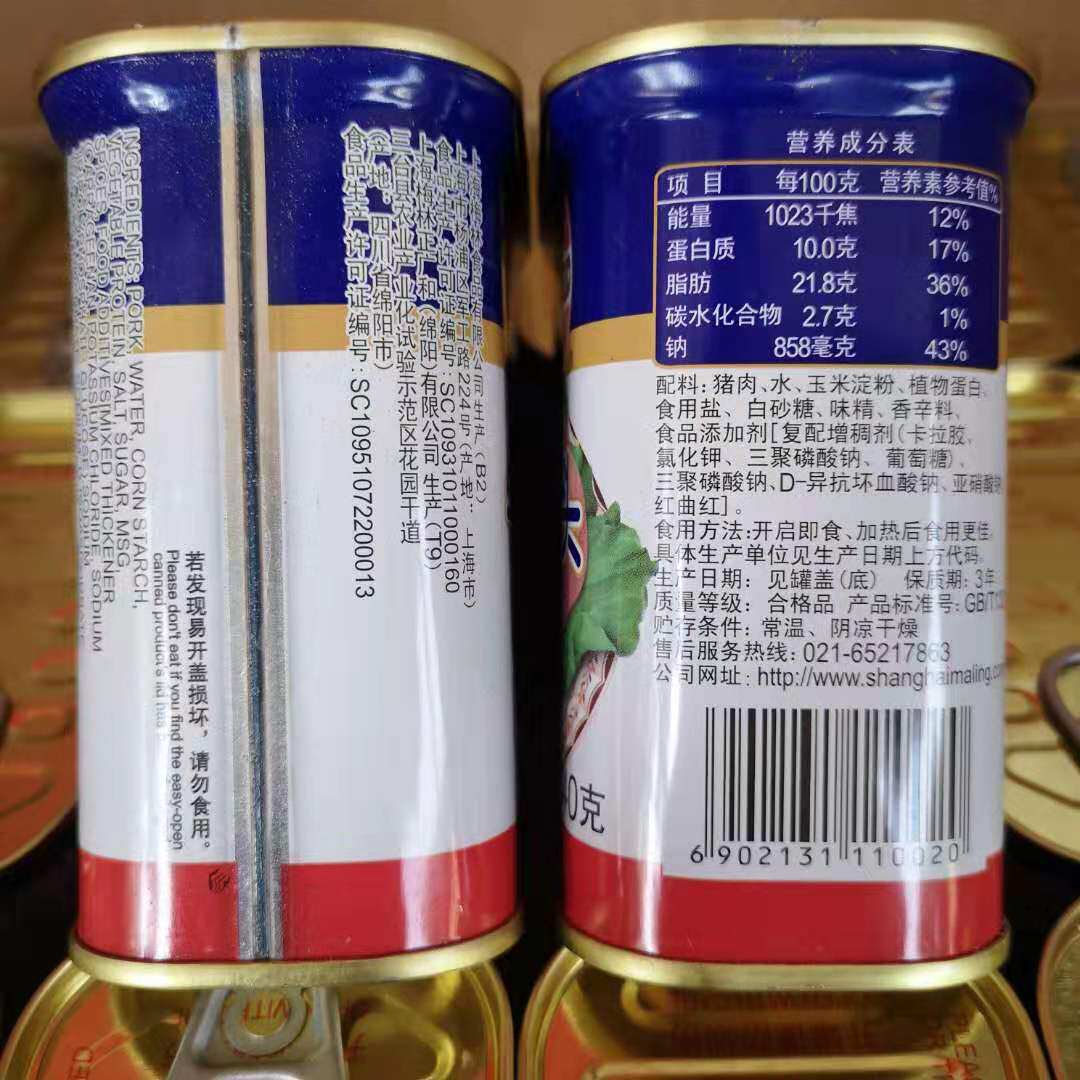 INGREDIENTS: PORK, WATER, CORN STARCH,
VEGETABLE PROTEIN, SALT, SUGAR, MSG,
SPICE, FOOD ADDITIVES(MIXED THICKENER
POTASSIUM CHLORIDE, SODIUM
若发现易开盖损坏，请勿食用。
Please don't eat if you find the easy-open
canned product's lid has
有限公司 生产 (B2)
上海市杨浦区军工路224号 (产地：上海市)
食品生产许可证编号：SC10931011000160
上海梅林正广和 (绵阳) 有限公司 生产 (T9)
三台县农业产业化试验示范区花园干道
(产地：四川省绵阳市)
食品生产许可证编号：SC10951072200013
营养成分表
项目 每100克 营养素参考值%
能量 1023千焦 12%
蛋白质 10.0克 17%
脂肪 21.8克 36%
碳水化合物 2.7克 1%
钠 858毫克 43%
配料：猪肉、水、玉米淀粉、植物蛋白、
食用盐、白砂糖、味精、香辛料、
食品添加剂[复配增稠剂(卡拉胶、
氯化钾、三聚磷酸钠、葡萄糖)、
三聚磷酸钠、D-异抗坏血酸钠、亚硝酸钠
红曲红]。
食用方法:开启即食、加热后食用更佳
具体生产单位见生产日期上方代码。
生产日期：见罐盖(底) 保质期：3年
质量等级：合格品 产品标准号：GB/T
贮存条件：常温、阴凉干燥
售后服务热线：021-65217863
公司网址：http://www.shanghaimaling.co
0克
6 902131 110020